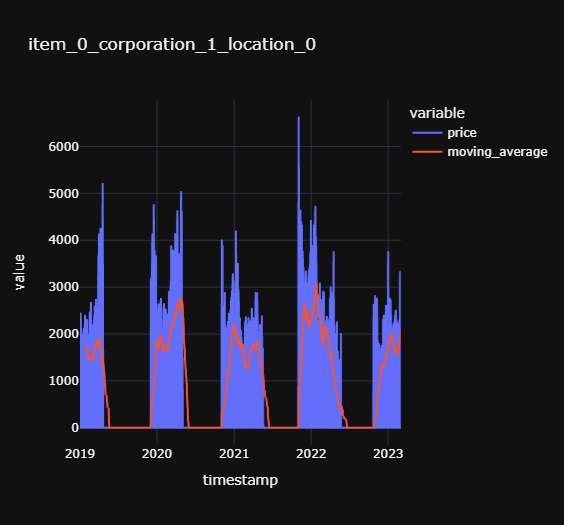 item_0_corporation_1_location_0
variable
price
moving_average
6000
5000
4000
3000
2000
1000
0
value
2019
2020
2021
2022
2023
timestamp